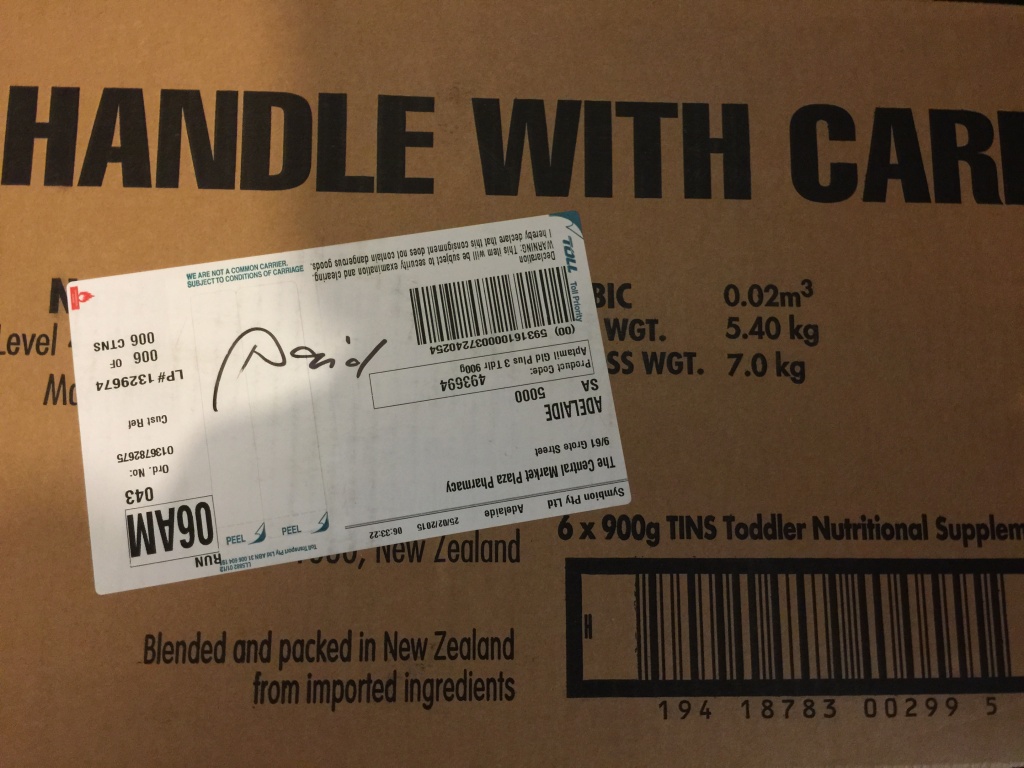 HANDLE WITH CAR
BIC 0.02m³
Level
WGT. 5.40 kg
SS WGT. 7.0 kg
6 x 900g TINS Toddler Nutritional Supplem
New Zealand
Blended and packed in New Zealand
from imported ingredients
H
194 18783 00299 5
Symbion Pty Ltd Adelaide 25/02/2015 06:33:22
The Central Market Plaza Pharmacy
9/61 Grote Street
ADELAIDE
SA 5000
Product Code: 493694
Aptamil Gld Plus 3 Tdlr 900g
(00) 593161000037240254
TOLL Toll Priority
Declaration
WARNING: This item will be subject to security examination and clearing.
I hereby declare that this consignment does not contain dangerous goods.
PEEL PEEL
David
WE ARE NOT A COMMON CARRIER.
SUBJECT TO CONDITIONS OF CARRIAGE
RUN
06AM
043
Ord. No:
0136782675
Cust Ref
LP# 1329674
006 OF
006 CTNS